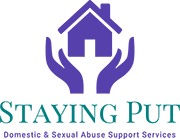 STAYING PUT
Domestic & Sexual Abuse Support Services